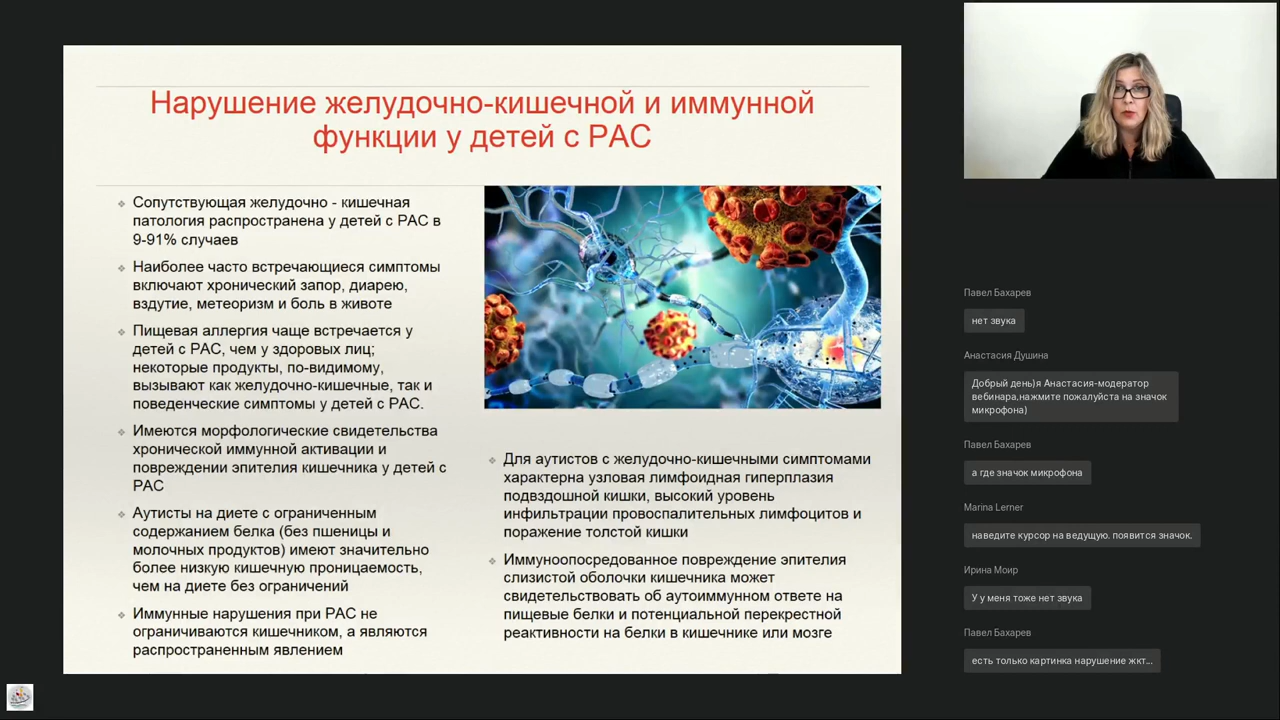 Нарушение желудочно-кишечной и иммунной
функции у детей с РАС
Сопутствующая желудочно - кишечная
патология распространена у детей с РАС в
9-91% случаев
Наиболее часто встречающиеся симптомы
включают хронический запор, диарею,
вздутие, метеоризм и боль в животе
Пищевая аллергия чаще встречается у
детей с РАС, чем у здоровых лиц;
некоторые продукты, по-видимому,
вызывают как желудочно-кишечные, так и
поведенческие симптомы у детей с РАС.
Имеются морфологические свидетельства
хронической иммунной активации и
повреждении эпителия кишечника у детей с
РАС
Аутисты на диете с ограниченным
содержанием белка (без пшеницы и
молочных продуктов) имеют значительно
более низкую кишечную проницаемость,
чем на диете без ограничений
Иммунные нарушения при РАС не
ограничиваются кишечником, а являются
распространенным явлением
Для аутистов с желудочно-кишечными симптомами
характерна узловая лимфоидная гиперплазия
подвздошной кишки, высокий уровень
инфильтрации провоспалительных лимфоцитов и
поражение толстой кишки
Иммуноопосредованное повреждение эпителия
слизистой оболочки кишечника может
свидетельствовать об аутоиммунном ответе на
пищевые белки и потенциальной перекрестной
реактивности на белки в кишечнике или мозге
Павел Бахарев
нет звука
Анастасия Душина
Добрый день)я Анастасия-модератор
вебинара,нажмите пожалуйста на значок
микрофона)
Павел Бахарев
а где значок микрофона
Marina Lerner
наведите курсор на ведущую. появится значок.
Ирина Моир
У у меня тоже нет звука
Павел Бахарев
есть только картинка нарушение жкт...